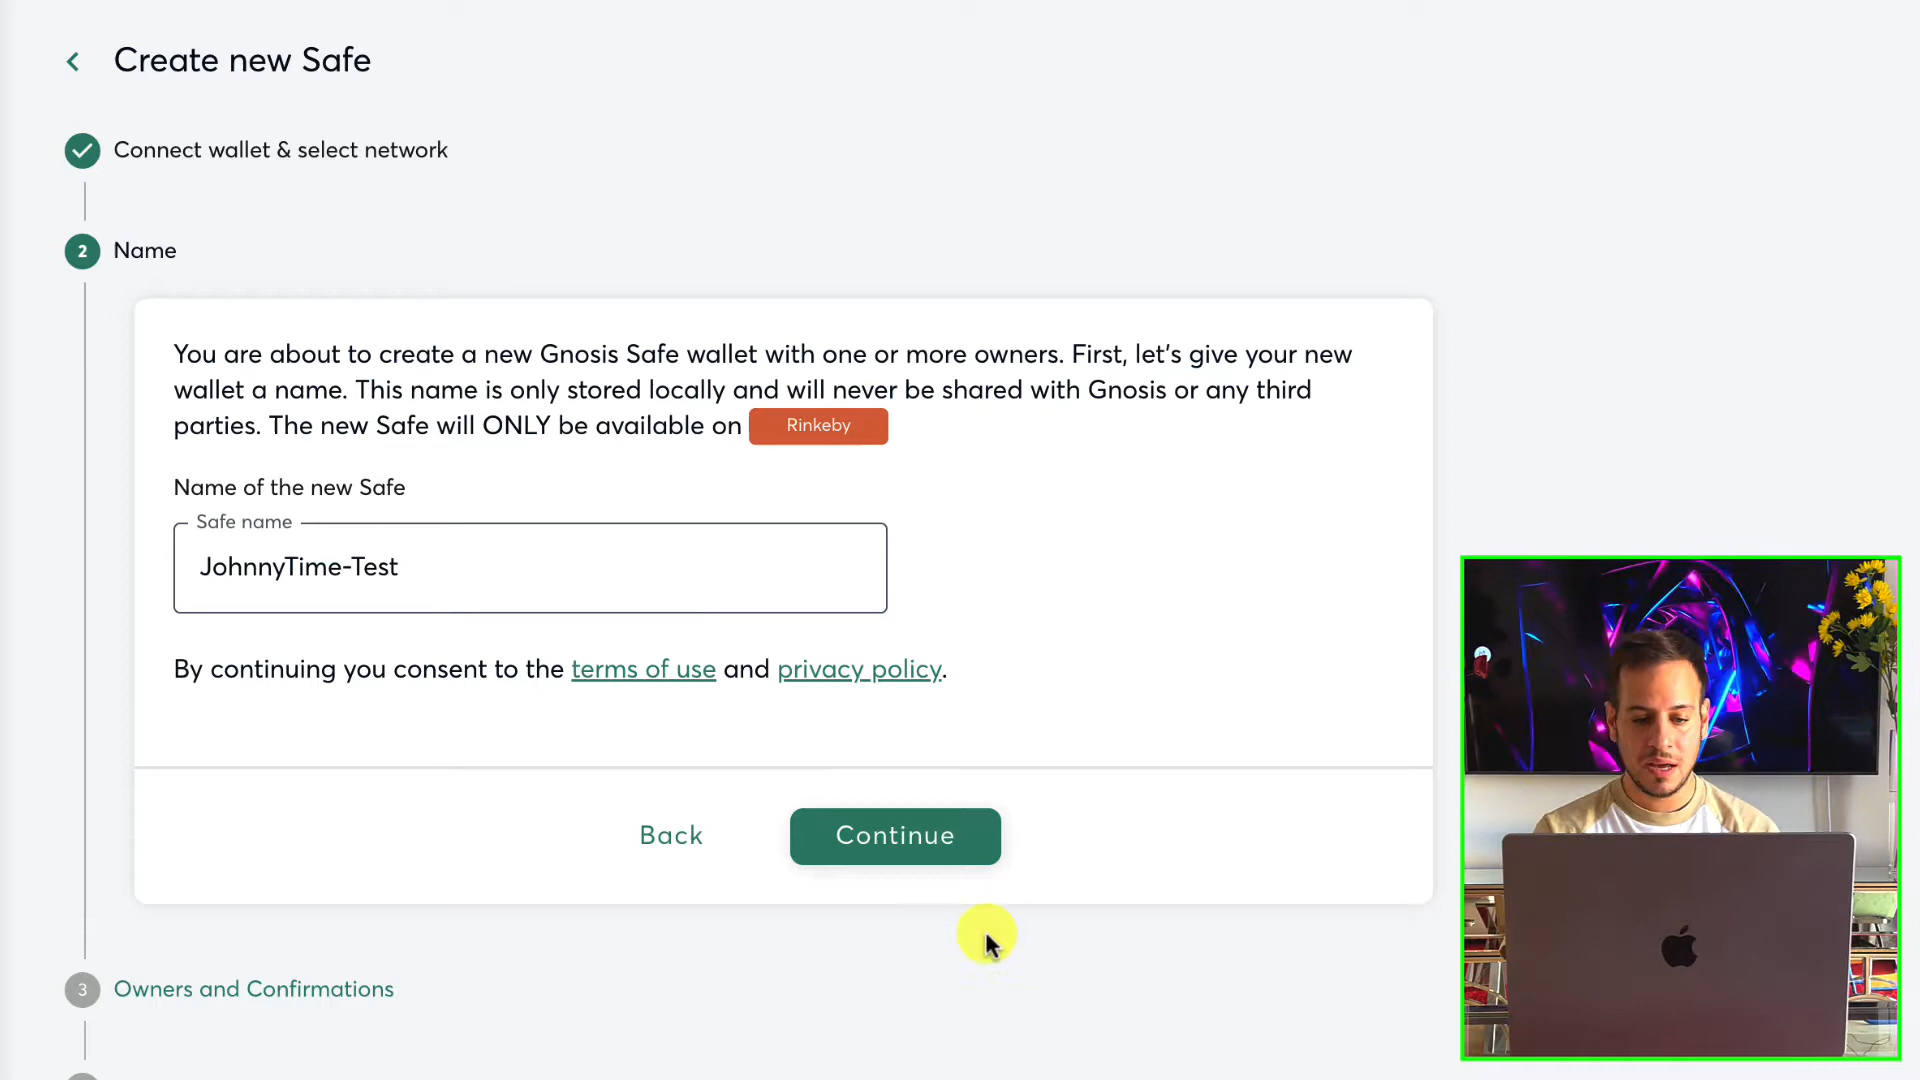 Create new Safe
Connect wallet & select network
2 Name
You are about to create a new Gnosis Safe wallet with one or more owners. First, let's give your new
wallet a name. This name is only stored locally and will never be shared with Gnosis or any third
parties. The new Safe will ONLY be available on Rinkeby
Name of the new Safe
Safe name
JohnnyTime-Test
By continuing you consent to the terms of use and privacy policy.
Back Continue
3 Owners and Confirmations